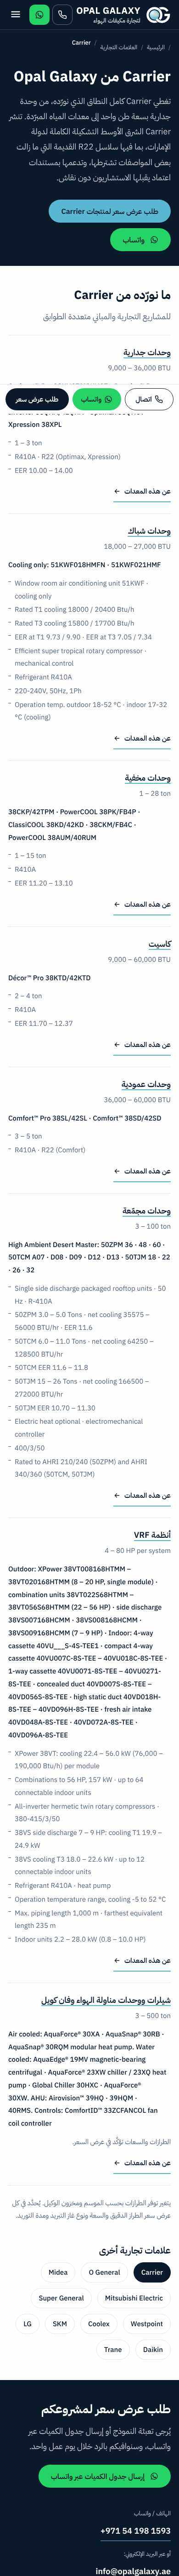 OPAL GALAXY
لتجارة مكيفات الهواء
الرئيسية / العلامات التجارية / Carrier
Carrier من Opal Galaxy
تغطي Carrier كامل النطاق الذي نورّده، من وحدة
جدارية بسعة طن واحد إلى وحدات معتمدة لدى إيوا في
Carrier الشرق الأوسط التشكيلة الكاملة لدولة
الإمارات، بما فيها سلاسل R22 القديمة التي ما زالت
بعض المواصفات تشترطها، وتدعمها بمستندات
اعتماد يقبلها الاستشاريون دون نقاش.
طلب عرض سعر لمنتجات Carrier
واتساب
ما نورّده من Carrier
للمشاريع التجارية والمباني متعددة الطوابق
وحدات جدارية
9,000 – 36,000 BTU
اتصال
واتساب
طلب عرض سعر
Xpression 38XPL
1 – 3 ton
R410A · R22 (Optimax, Xpression)
EER 10.00 – 14.00
عن هذه المعدات ←
وحدات شباك
18,000 – 27,000 BTU
Cooling only: 51KWF018HMFN · 51KWF021HMF
Window room air conditioning unit 51KWF ·
cooling only
Rated T1 cooling 18000 / 20400 Btu/h
Rated T3 cooling 15800 / 17700 Btu/h
EER at T1 9.73 / 9.90 · EER at T3 7.05 / 7.34
Efficient super tropical rotary compressor ·
mechanical control
Refrigerant R410A
220-240V, 50Hz, 1Ph
Operation temp. outdoor 18-52 °C · indoor 17-32
°C (cooling)
عن هذه المعدات ←
وحدات مخفية
1 – 28 ton
38CKP/42TPM · PowerCOOL 38PK/FB4P ·
ClassiCOOL 38KD/42KD · 38CKM/FB4C ·
PowerCOOL 38AUM/40RUM
1 – 15 ton
R410A
EER 11.20 – 13.10
عن هذه المعدات ←
كاسيت
9,000 – 60,000 BTU
Décor™ Pro 38KTD/42KTD
2 – 4 ton
R410A
EER 11.70 – 12.37
عن هذه المعدات ←
وحدات عمودية
36,000 – 60,000 BTU
Comfort™ Pro 38SL/42SL · Comfort™ 38SD/42SD
3 – 5 ton
R410A · R22 (Comfort)
عن هذه المعدات ←
وحدات مجمّعة
3 – 100 ton
High Ambient Desert Master: 50ZPM 36 · 48 · 60 ·
50TCM A07 · D08 · D09 · D12 · D13 · 50TJM 18 · 22
· 26 · 32
Single side discharge packaged rooftop units · 50
Hz · R-410A
50ZPM 3.0 – 5.0 Tons · net cooling 35575 –
56000 BTU/hr · EER 11.6
50TCM 6.0 – 11.0 Tons · net cooling 64250 –
128500 BTU/hr
50TCM EER 11.6 – 11.8
50TJM 15 – 26 Tons · net cooling 166500 –
272000 BTU/hr
50TJM EER 10.70 – 11.30
Electric heat optional · electromechanical
controller
400/3/50
Rated to AHRI 210/240 (50ZPM) and AHRI
340/360 (50TCM, 50TJM)
عن هذه المعدات ←
أنظمة VRF
4 – 80 HP per system
Outdoor: XPower 38VT008168HTMM –
38VT020168HTMM (8 – 20 HP, single module) ·
combination units 38VT022S68HTMM –
38VT056S68HTMM (22 – 56 HP) · side discharge
38VS007168HCMM · 38VS008168HCMM ·
38VS009168HCMM (7 – 9 HP) · Indoor: 4-way
cassette 40VU___S-4S-TEE1 · compact 4-way
cassette 40VU007C-8S-TEE – 40VU018C-8S-TEE ·
1-way cassette 40VU0071-8S-TEE – 40VU0271-
8S-TEE · concealed duct 40VD007S-8S-TEE –
40VD056S-8S-TEE · high static duct 40VD018H-
8S-TEE – 40VD096H-8S-TEE · fresh air intake
40VD048A-8S-TEE · 40VD072A-8S-TEE ·
40VD096A-8S-TEE
XPower 38VT: cooling 22.4 – 56.0 kW (76,000 –
190,000 Btu/h) per module
Combinations to 56 HP, 157 kW · up to 64
connectable indoor units
All-inverter hermetic twin rotary compressors ·
380-415/3/50
38VS side discharge 7 – 9 HP: cooling T1 19.9 –
24.9 kW
38VS cooling T3 18.0 – 22.6 kW · up to 12
connectable indoor units
Refrigerant R410A · heat pump
Operation temperature range, cooling -5 to 52 °C
Max. piping length 1,000 m · farthest equivalent
length 235 m
Indoor units 2.2 – 28.0 kW (0.8 – 10.0 HP)
عن هذه المعدات ←
شيلرات ووحدات مناولة الهواء وفان كويل
3 – 500 ton
Air cooled: AquaForce® 30XA · AquaSnap® 30RB ·
AquaSnap® 30RQM modular heat pump. Water
cooled: AquaEdge® 19MV magnetic-bearing
centrifugal · AquaForce® 23XW chiller / 23XQ heat
pump · Global Chiller 30HXC · AquaForce®
30XW. AHU: Airovision™ 39HQ · 39HQM ·
40RMS. Controls: ComfortID™ 33ZCFANCOL fan
coil controller
الطرازات والسعات تؤكَّد في عرض السعر.
عن هذه المعدات ←
يتغير توفر الطرازات بحسب الموسم ومخزون الوكيل. يُحدَّد في كل
عرض سعر الطراز الدقيق والسعة ونوع غاز التبريد ومدة التوريد.
علامات تجارية أخرى
Carrier
O General
Midea
Mitsubishi Electric
Super General
Westpoint
Coolex
SKM
LG
Daikin
Trane
طلب عرض سعر لمشروعكم
يُرجى تعبئة النموذج أو إرسال جدول الكميات عبر
واتساب، وسنوافيكم بالرد خلال يوم عمل واحد.
إرسال جدول الكميات عبر واتساب
الهاتف / واتساب
+971 54 198 1593
أو عبر البريد الإلكتروني:
info@opalgalaxy.ae